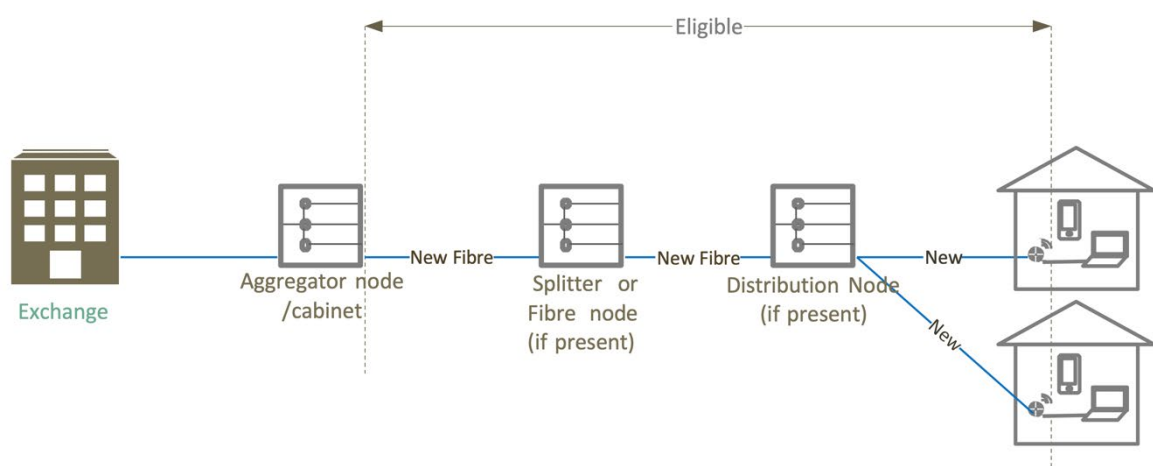 Eligible
New Fibre
New Fibre
New
New
Exchange
Aggregator node
/cabinet
Splitter or
Fibre node
(if present)
Distribution Node
(if present)